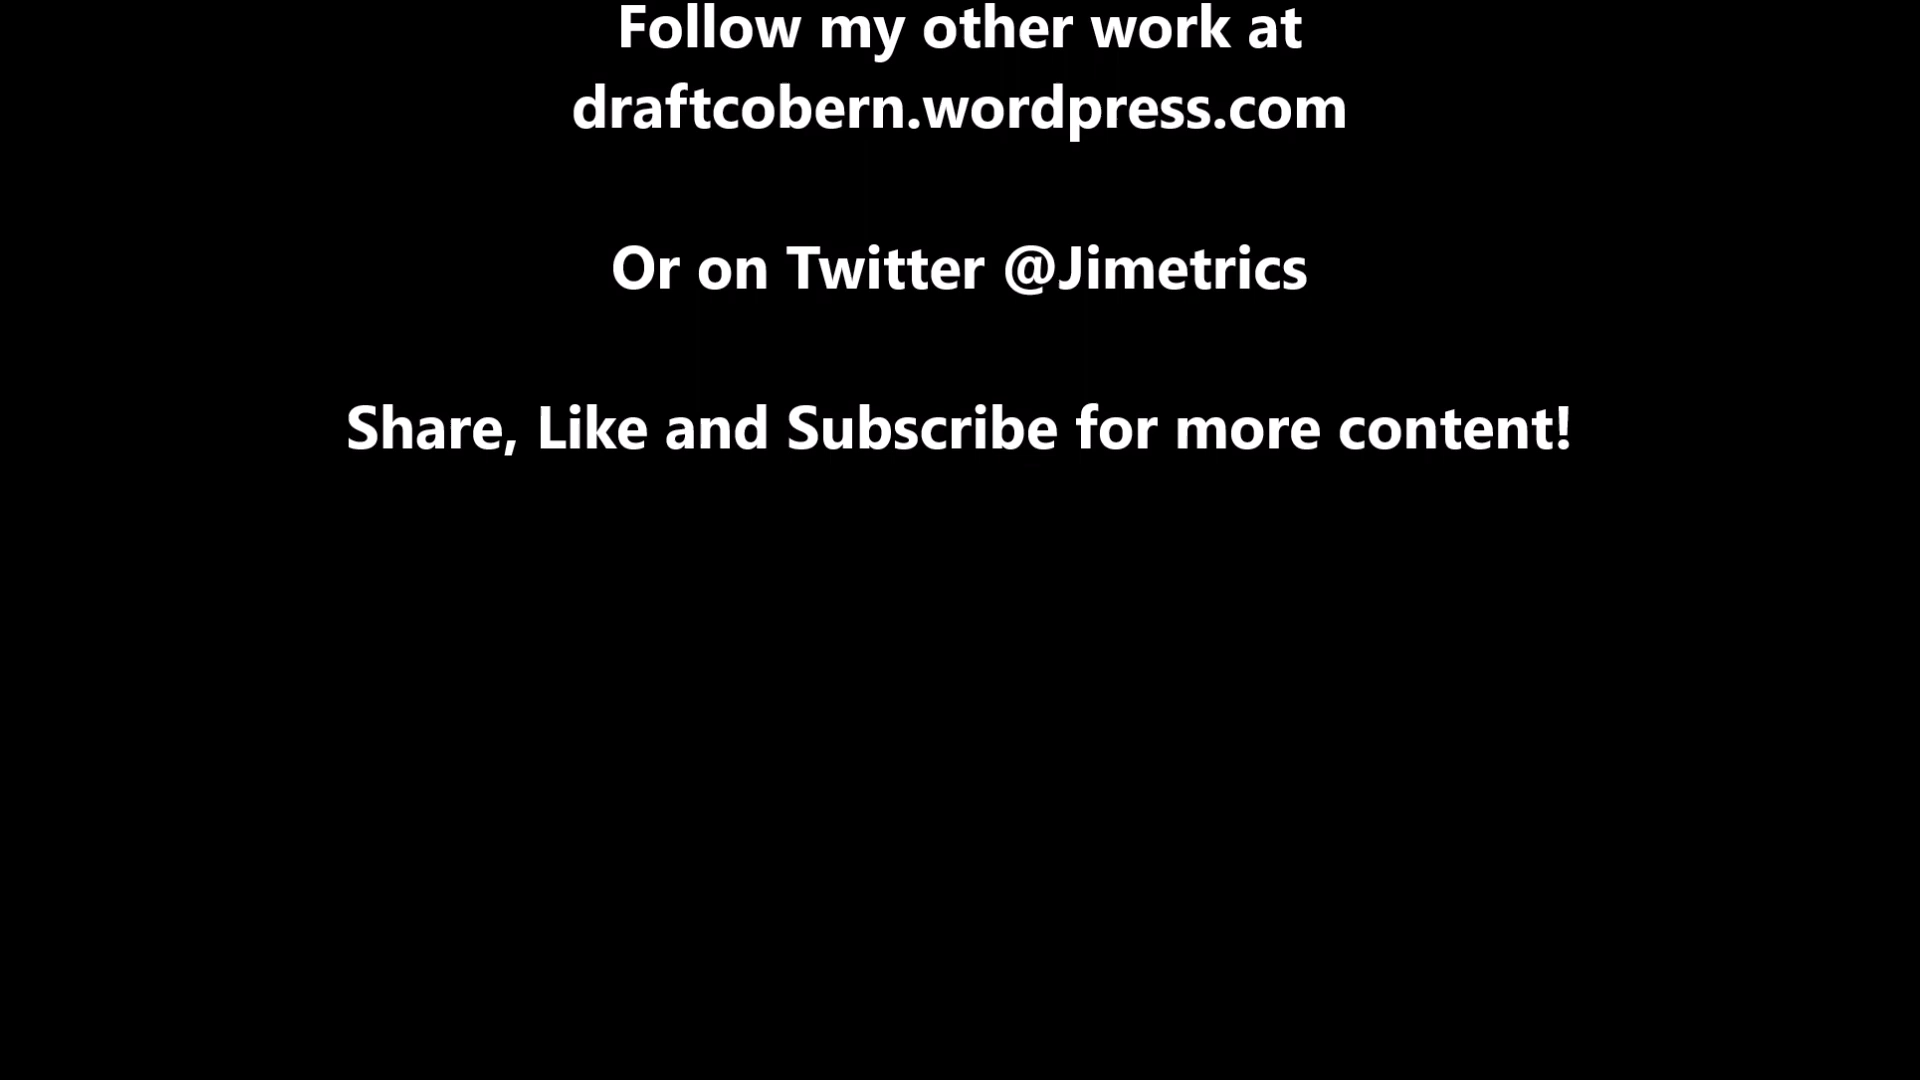 Follow my other work at
draftcobern.wordpress.com
Or on Twitter @Jimetrics
Share, Like and Subscribe for more content!